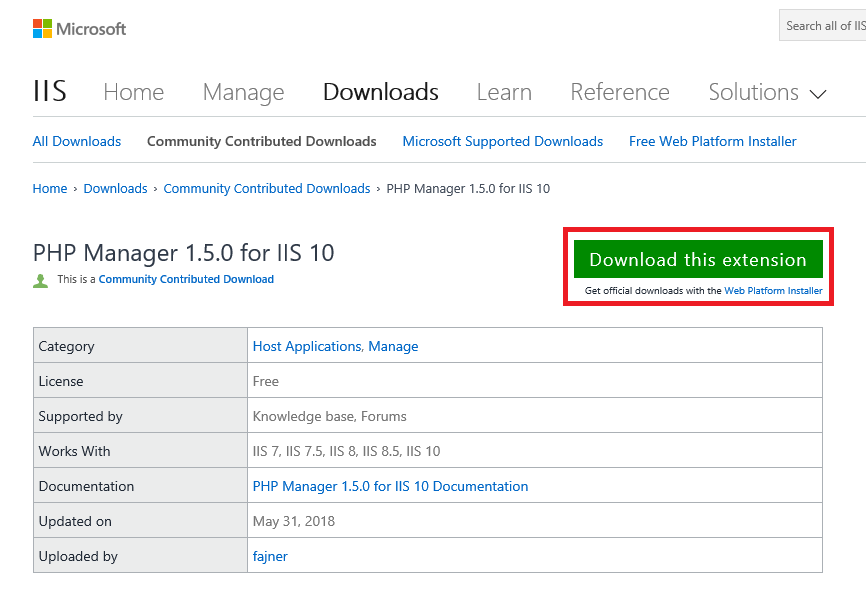 Microsoft
Search all of IIS
IIS Home Manage Downloads Learn Reference Solutions
All Downloads Community Contributed Downloads Microsoft Supported Downloads Free Web Platform Installer
Home › Downloads › Community Contributed Downloads › PHP Manager 1.5.0 for IIS 10
PHP Manager 1.5.0 for IIS 10
Download this extension
This is a Community Contributed Download
Get official downloads with the Web Platform Installer
Category Host Applications, Manage
License Free
Supported by Knowledge base, Forums
Works With IIS 7, IIS 7.5, IIS 8, IIS 8.5, IIS 10
Documentation PHP Manager 1.5.0 for IIS 10 Documentation
Updated on May 31, 2018
Uploaded by fajner